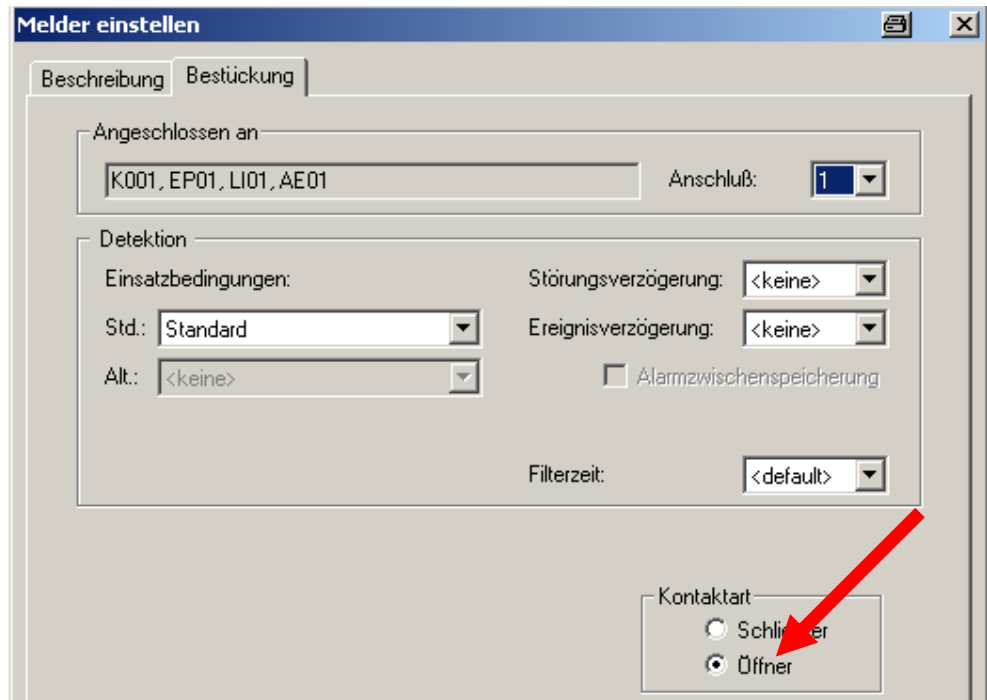 Melder einstellen
Beschreibung
Bestückung
Angeschlossen an
K001, EP01, LI01, AE01
Anschluß:
1
Detektion
Einsatzbedingungen:
Störungsverzögerung:
<keine>
Std.:
Standard
Ereignisverzögerung:
<keine>
Alt.:
<keine>
Alarmzwischenspeicherung
Filterzeit:
<default>
Kontaktart
Schließer
Öffner